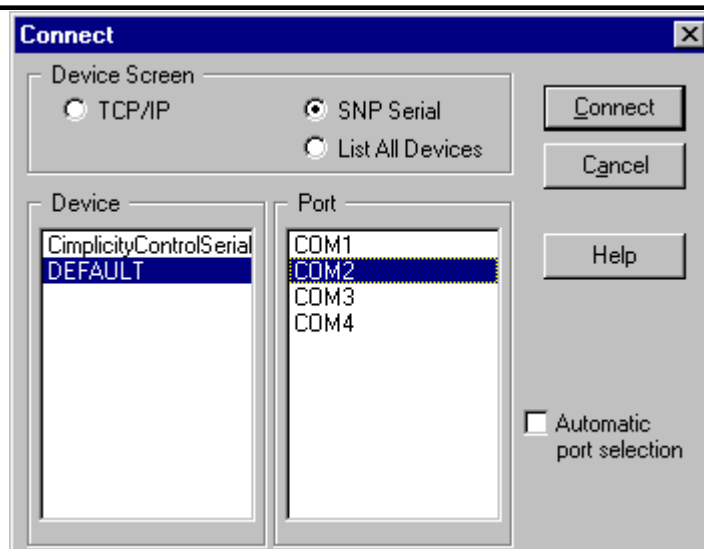 Connect
Device Screen
TCP/IP
SNP Serial
List All Devices
Connect
Cancel
Help
Device
CimplicityControlSerial
DEFAULT
Port
COM1
COM2
COM3
COM4
Automatic
port selection